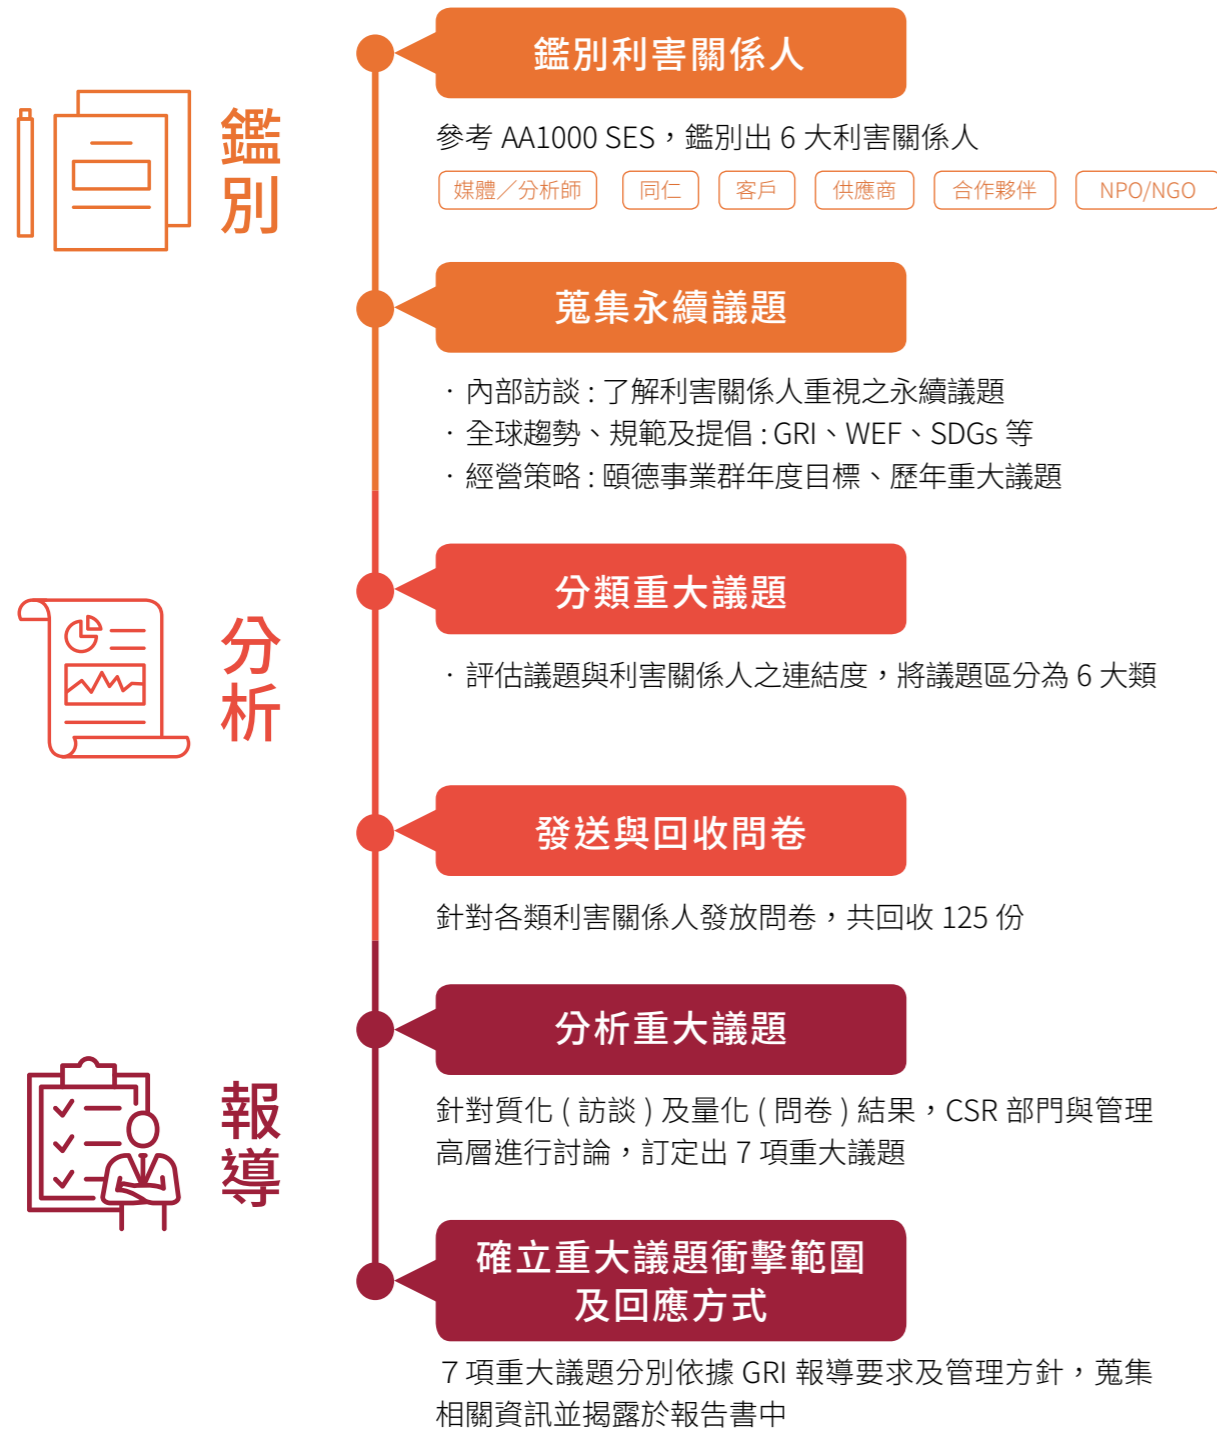 鑑別
鑑別利害關係人
參考 AA1000 SES，鑑別出 6 大利害關係人
媒體／分析師 同仁 客戶 供應商 合作夥伴 NPO/NGO
蒐集永續議題
· 內部訪談 : 了解利害關係人重視之永續議題
· 全球趨勢、規範及提倡 : GRI、WEF、SDGs 等
· 經營策略 : 頤德事業群年度目標、歷年重大議題
分析
分類重大議題
· 評估議題與利害關係人之連結度，將議題區分為 6 大類
發送與回收問卷
針對各類利害關係人發放問卷，共回收 125 份
報導
分析重大議題
針對質化 ( 訪談 ) 及量化 ( 問卷 ) 結果，CSR 部門與管理
高層進行討論，訂定出 7 項重大議題
確立重大議題衝擊範圍
及回應方式
7 項重大議題分別依據 GRI 報導要求及管理方針，蒐集
相關資訊並揭露於報告書中